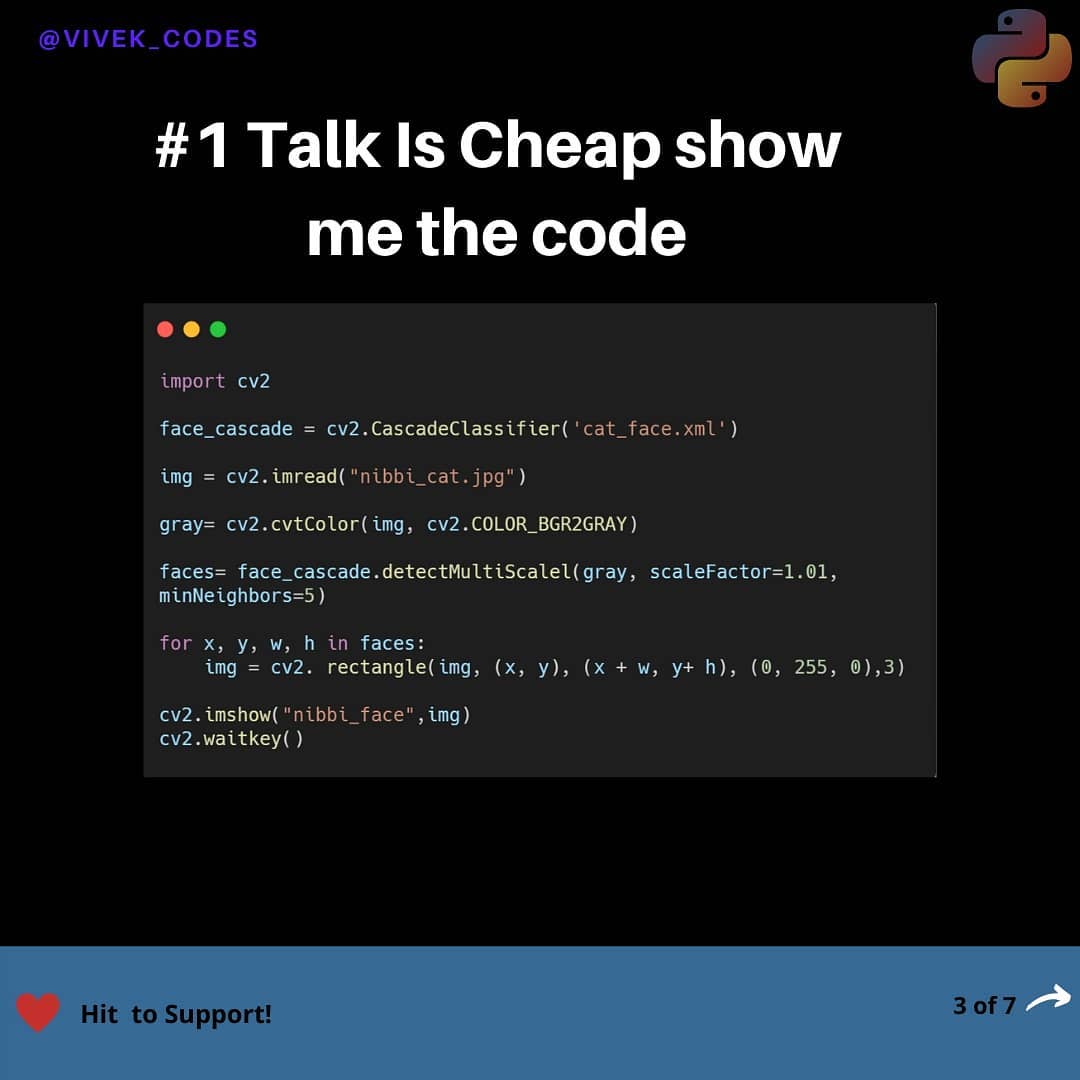 @VIVEK_CODES
#1 Talk Is Cheap show
me the code
import cv2
face_cascade = cv2.CascadeClassifier('cat_face.xml')
img = cv2.imread("nibbi_cat.jpg")
gray= cv2.cvtColor(img, cv2.COLOR_BGR2GRAY)
faces= face_cascade.detectMultiScalel(gray, scaleFactor=1.01,
minNeighbors=5)
for x, y, w, h in faces:
    img = cv2. rectangle(img, (x, y), (x + w, y+ h), (0, 255, 0),3)
cv2.imshow("nibbi_face",img)
cv2.waitkey()
Hit  to Support!
3 of 7